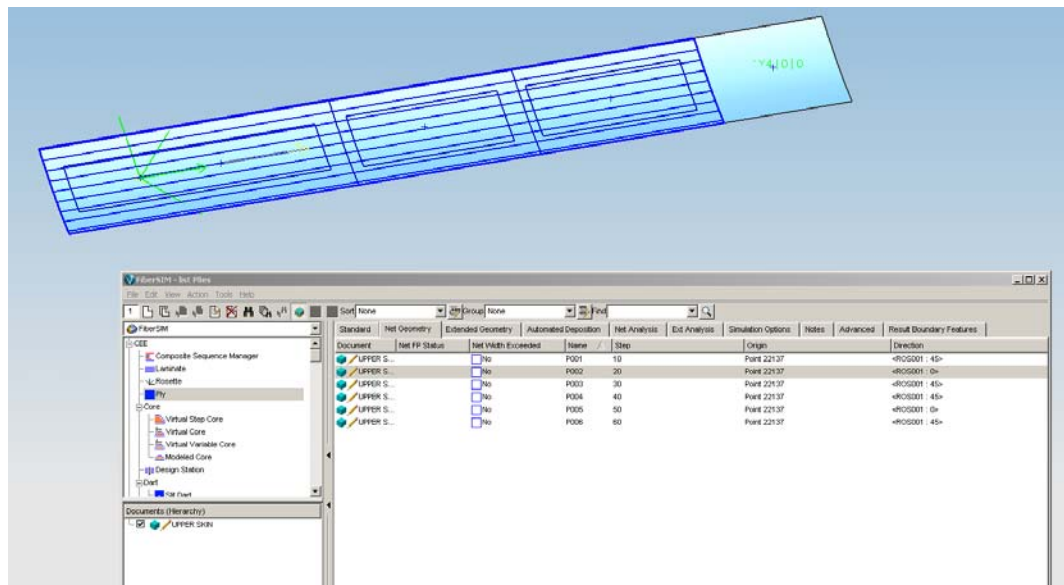 Y4|0|0
FiberSIM - list Plies
File Edit View Action Tools Help
1 Sort None Group None Find
FiberSIM
Standard Net Geometry Extended Geometry Automated Deposition Net Analysis Ext Analysis Simulation Options Notes Advanced Result Boundary Features
CEE
Composite Sequence Manager
Laminate
Rosette
Ply
Core
Virtual Step Core
Virtual Core
Virtual Variable Core
Modeled Core
Design Station
Dart
Slit Dart
Document Net FP Status Net Width Exceeded Name / Step Origin Direction
UPPER S... No P001 10 Point 22137 <ROS001 : 45>
UPPER S... No P002 20 Point 22137 <ROS001 : 0>
UPPER S... No P003 30 Point 22137 <ROS001 : 45>
UPPER S... No P004 40 Point 22137 <ROS001 : 45>
UPPER S... No P005 50 Point 22137 <ROS001 : 0>
UPPER S... No P006 60 Point 22137 <ROS001 : 45>
Documents (Hierarchy)
UPPER SKIN